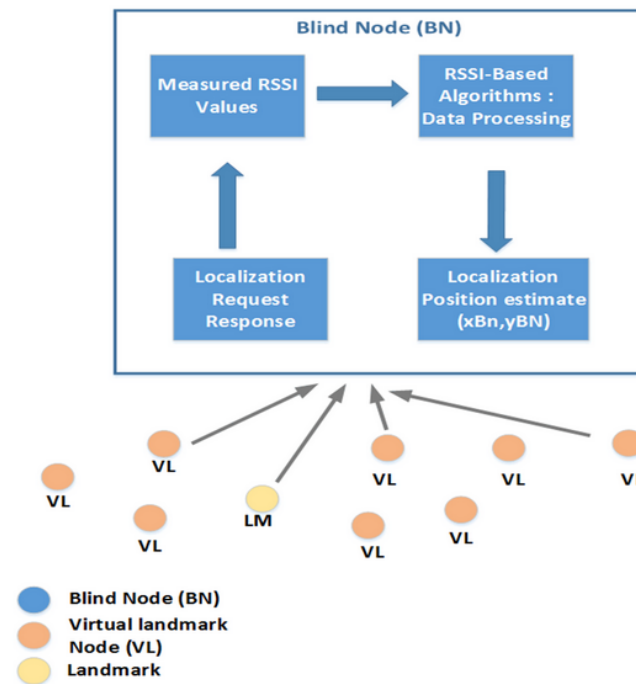 Blind Node (BN)
Measured RSSI
Values
RSSI-Based
Algorithms :
Data Processing
Localization
Request
Response
Localization
Position estimate
(xBn,yBN)
VL
VL
VL
LM
VL
VL
VL
VL
VL
Blind Node (BN)
Virtual landmark
Node (VL)
Landmark